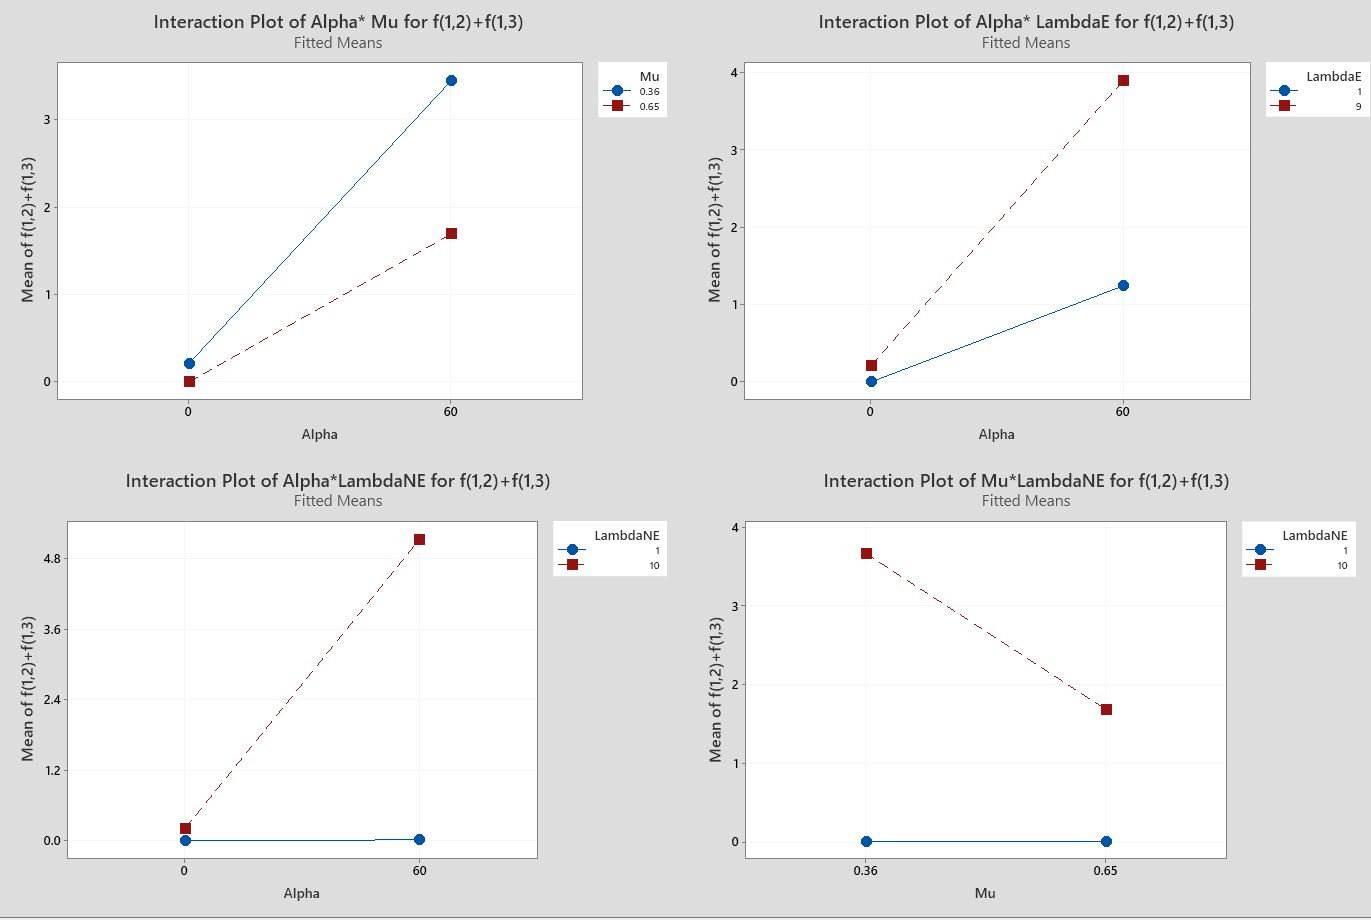 Interaction Plot of Alpha* Mu for f(1,2)+f(1,3)
Fitted Means
Mu
0.36
0.65
3
2
1
0
Mean of f(1,2)+f(1,3)
0
60
Alpha
Interaction Plot of Alpha* LambdaE for f(1,2)+f(1,3)
Fitted Means
LambdaE
1
9
4
3
2
1
0
Mean of f(1,2)+f(1,3)
0
60
Alpha
Interaction Plot of Alpha*LambdaNE for f(1,2)+f(1,3)
Fitted Means
LambdaNE
1
10
4.8
3.6
2.4
1.2
0.0
Mean of f(1,2)+f(1,3)
0
60
Alpha
Interaction Plot of Mu*LambdaNE for f(1,2)+f(1,3)
Fitted Means
LambdaNE
1
10
4
3
2
1
0
Mean of f(1,2)+f(1,3)
0.36
0.65
Mu